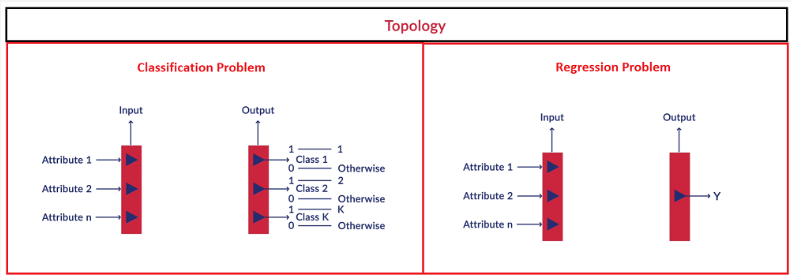 Topology
Classification Problem
Input
Output
Attribute 1
Attribute 2
Attribute n
1 1
Class 1
0 Otherwise
1 2
Class 2
0 Otherwise
1 K
Class K
0 Otherwise
Regression Problem
Input
Output
Attribute 1
Attribute 2
Attribute n
Y